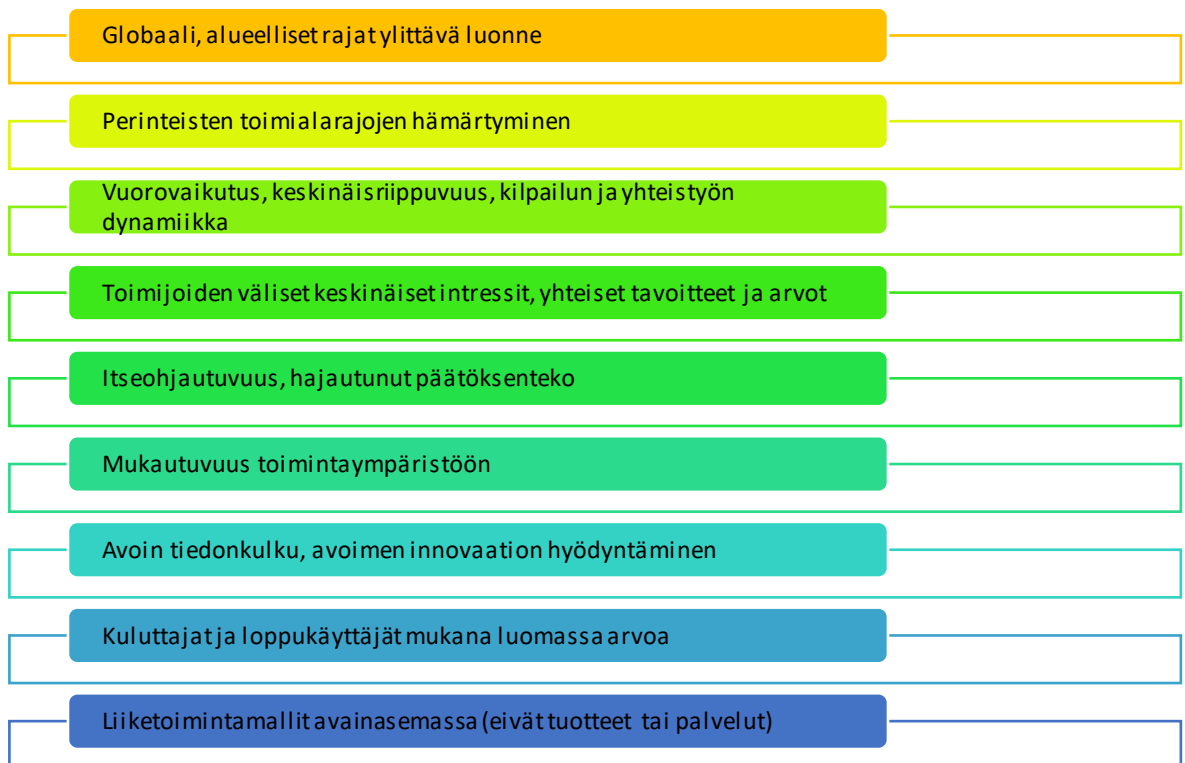 Globaali, alueelliset rajat ylittävä luonne
Perinteisten toimialarajojen hämärtyminen
Vuorovaikutus, keskinäisriippuvuus, kilpailun ja yhteistyön
dynamiikka
Toimijoiden väliset keskinäiset intressit, yhteiset tavoitteet ja arvot
Itseohjautuvuus, hajautunut päätöksenteko
Mukautuvuus toimintaympäristöön
Avoin tiedonkulku, avoimen innovaation hyödyntäminen
Kuluttajat ja loppukäyttäjät mukana luomassa arvoa
Liiketoimintamallit avainasemassa (eivät tuotteet tai palvelut)